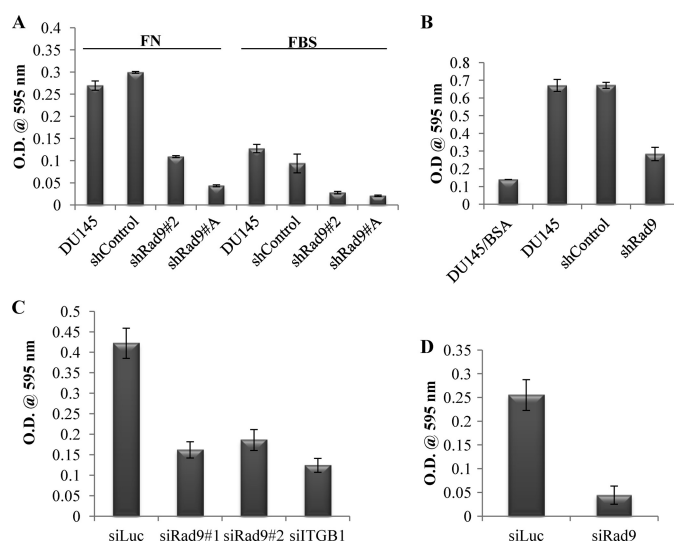 A
FN
FBS
O.D. @ 595 nm
0.3
0.25
0.2
0.15
0.1
0.05
0
DU145
shControl
shRad9#2
shRad9#A
DU145
shControl
shRad9#2
shRad9#A
B
O.D @ 595 nm
0.8
0.7
0.6
0.5
0.4
0.3
0.2
0.1
0
DU145/BSA
DU145
shControl
shRad9
C
O.D. @ 595 nm
0.5
0.45
0.4
0.35
0.3
0.25
0.2
0.15
0.1
0.05
0
siLuc
siRad9#1
siRad9#2
siITGB1
D
O.D. @ 595 nm
0.35
0.3
0.25
0.2
0.15
0.1
0.05
0
siLuc
siRad9